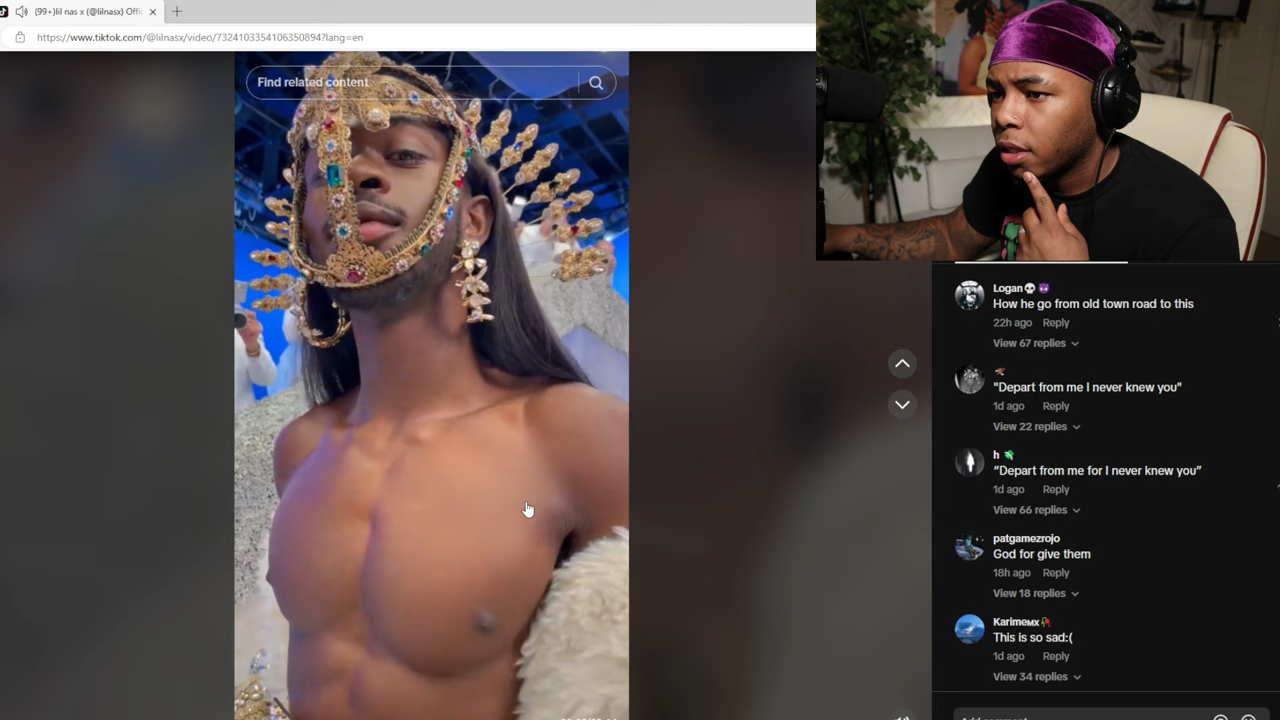 (99+)lil nas x (@lilnasx) Offi
https://www.tiktok.com/@lilnasx/video/7324103354106350894?lang=en
Find related content
Logan💀😈
How he go from old town road to this
22h ago Reply
View 67 replies
"Depart from me I never knew you"
1d ago Reply
View 22 replies
h
“Depart from me for I never knew you”
1d ago Reply
View 66 replies
patgamezrojo
God for give them
18h ago Reply
View 18 replies
Karimeмx🥀
This is so sad:(
1d ago Reply
View 34 replies
Add comment